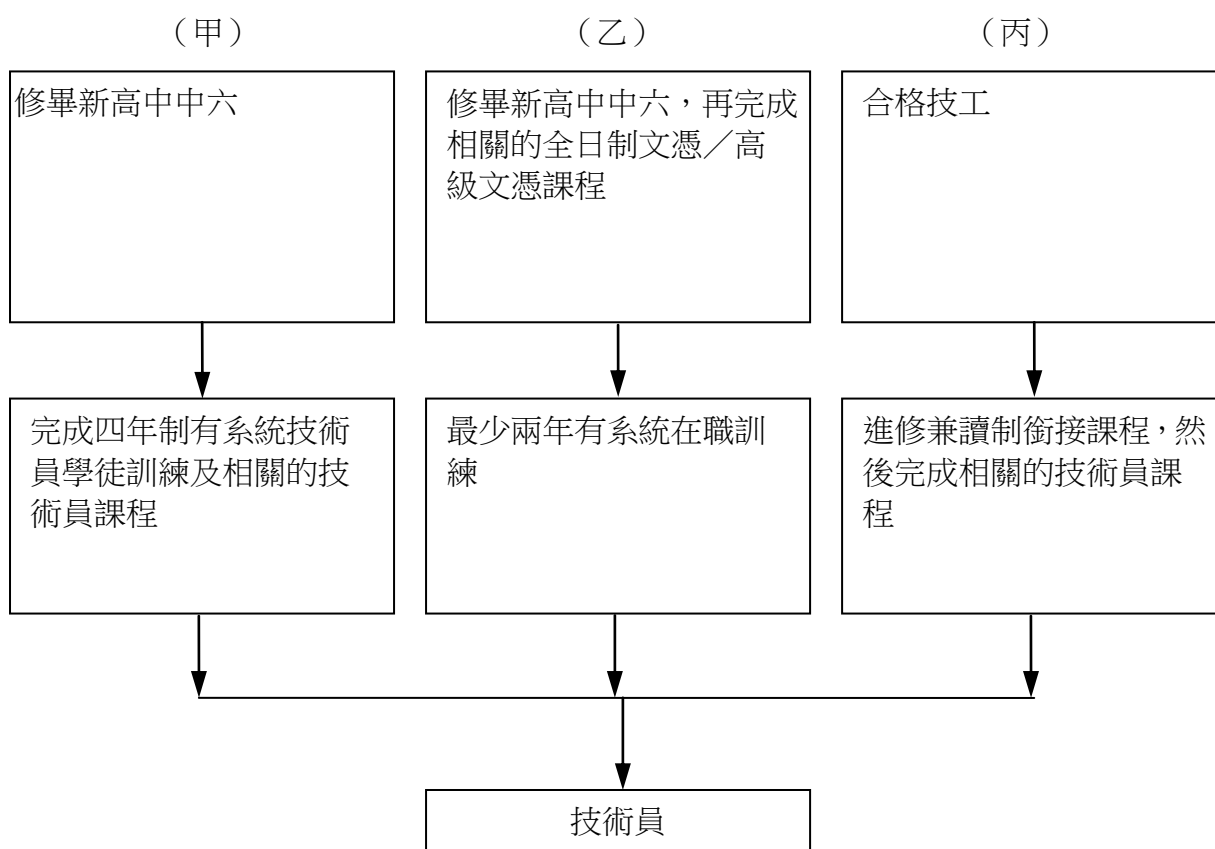 （甲）
（乙）
（丙）
修畢新高中中六
修畢新高中中六，再完成
相關的全日制文憑／高
級文憑課程
合格技工
完成四年制有系統技術
員學徒訓練及相關的技
術員課程
最少兩年有系統在職訓
練
進修兼讀制銜接課程，然
後完成相關的技術員課
程
技術員